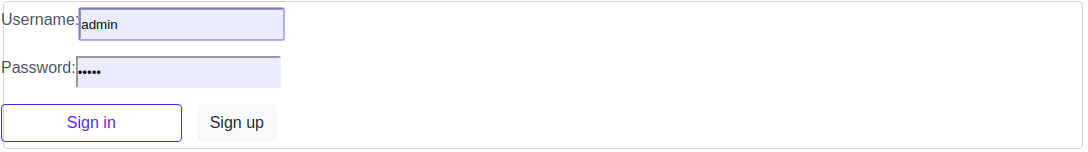 Username: admin
Password: •••••
Sign in Sign up